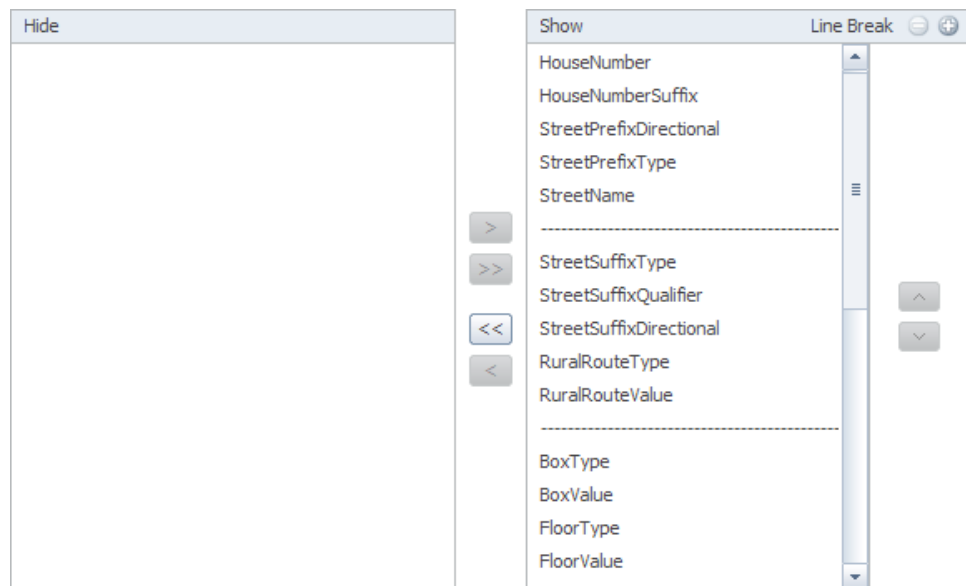 Hide
Show Line Break
HouseNumber
HouseNumberSuffix
StreetPrefixDirectional
StreetPrefixType
StreetName
--------------------------------------------------------
>
>>
StreetSuffixType
StreetSuffixQualifier
StreetSuffixDirectional
<<
RuralRouteType
<
RuralRouteValue
--------------------------------------------------------
BoxType
BoxValue
FloorType
FloorValue